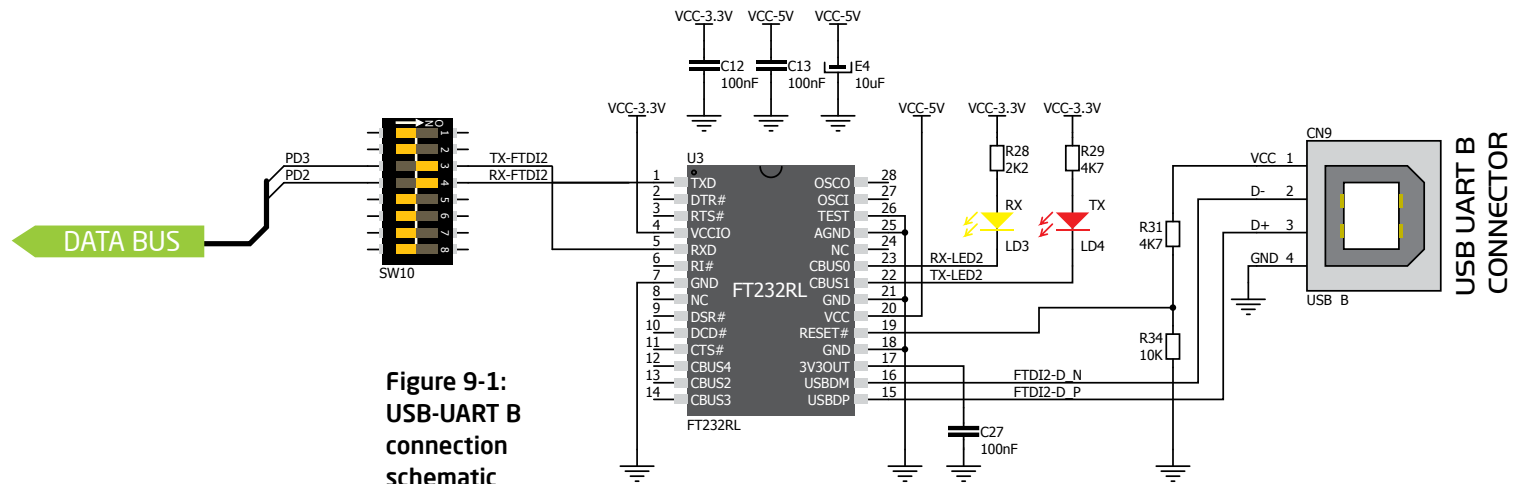 VCC-3.3V VCC-5V VCC-5V
C12 100nF
C13 100nF
E4 10uF
VCC-3.3V
VCC-5V
VCC-3.3V
VCC-3.3V
DATA BUS
PD3
PD2
ON
1
2
3
4
5
6
7
8
SW10
TX-FTDI2
RX-FTDI2
U3
1 TXD
2 DTR#
3 RTS#
4 VCCIO
5 RXD
6 RI#
7 GND
8 NC
9 DSR#
10 DCD#
11 CTS#
12 CBUS4
13 CBUS2
14 CBUS3
FT232RL
OSCO 28
OSCI 27
TEST 26
AGND 25
NC 24
CBUS0 23
CBUS1 22
GND 21
VCC 20
RESET# 19
GND 18
3V3OUT 17
USBDM 16
USBDP 15
FT232RL
RX-LED2
TX-LED2
R28
2K2
R29
4K7
RX
LD3
TX
LD4
FTDI2-D_N
FTDI2-D_P
C27
100nF
R31
4K7
R34
10K
CN9
VCC 1
D- 2
D+ 3
GND 4
USB B
USB UART B
CONNECTOR
Figure 9-1:
USB-UART B
connection
schematic